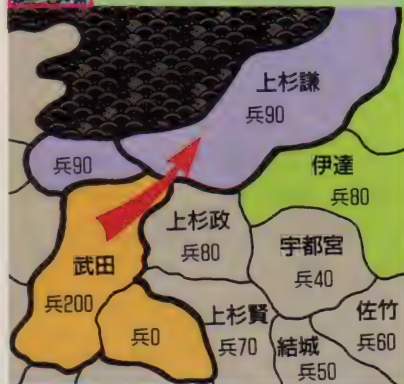 上杉謙
兵90
兵90
伊達
兵80
上杉政
兵80
武田
兵200
宇都宮
兵40
兵0
上杉賢
兵70
結城
兵50
佐竹
兵60